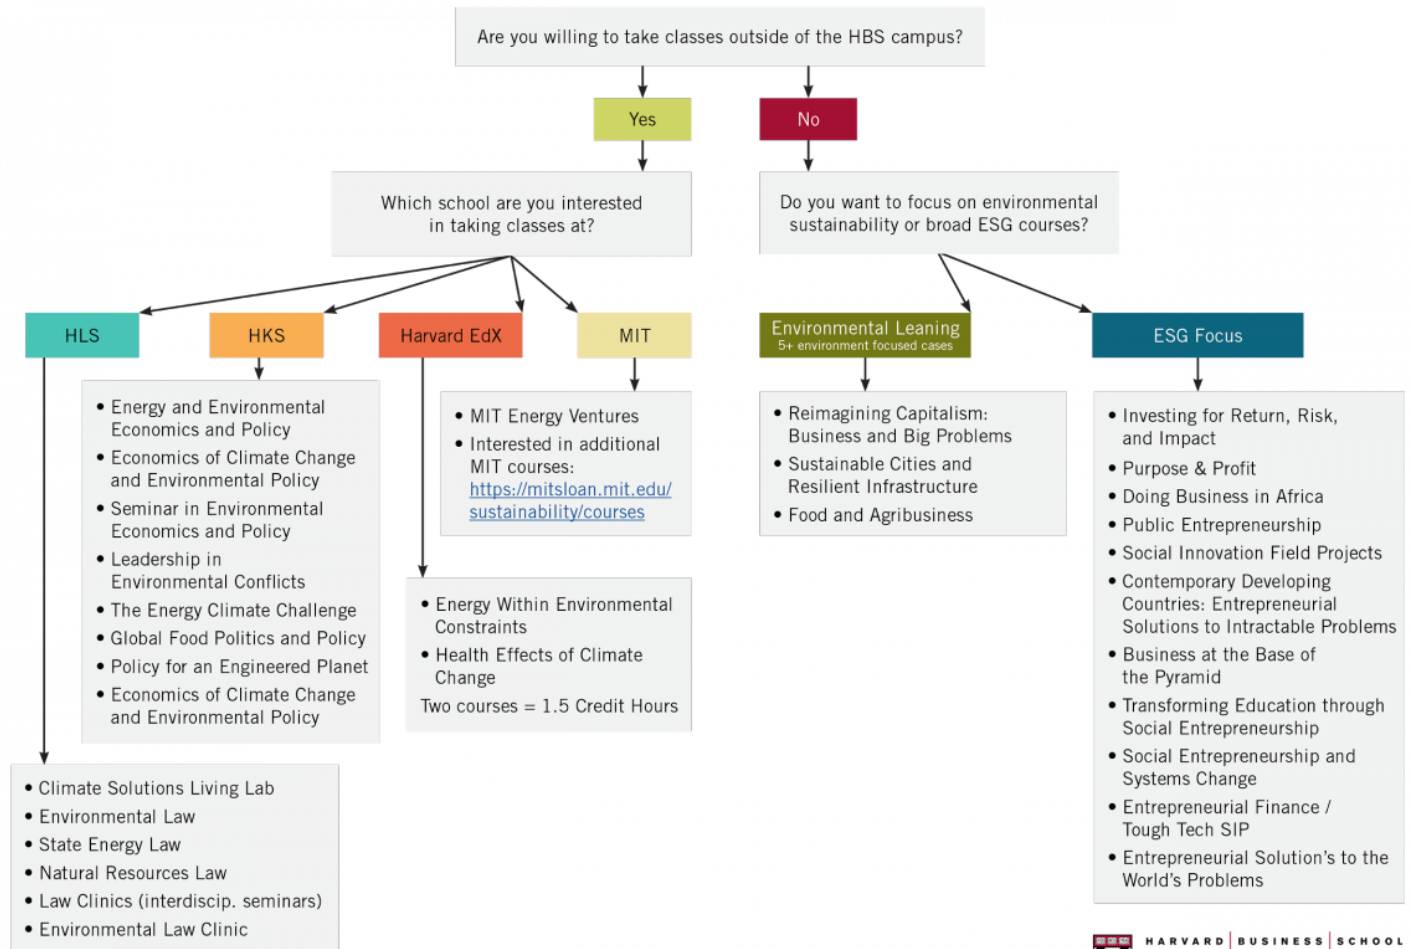 Are you willing to take classes outside of the HBS campus?
Yes
No
Which school are you interested
in taking classes at?
Do you want to focus on environmental
sustainability or broad ESG courses?
HLS
HKS
Harvard EdX
MIT
Environmental Leaning
5+ environment focused cases
ESG Focus
• Energy and Environmental
Economics and Policy
• Economics of Climate Change
and Environmental Policy
• Seminar in Environmental
Economics and Policy
• Leadership in
Environmental Conflicts
• The Energy Climate Challenge
• Global Food Politics and Policy
• Policy for an Engineered Planet
• Economics of Climate Change
and Environmental Policy
• MIT Energy Ventures
• Interested in additional
MIT courses:
https://mitsloan.mit.edu/
sustainability/courses
• Energy Within Environmental
Constraints
• Health Effects of Climate
Change
Two courses = 1.5 Credit Hours
• Climate Solutions Living Lab
• Environmental Law
• State Energy Law
• Natural Resources Law
• Law Clinics (interdiscip. seminars)
• Environmental Law Clinic
• Reimagining Capitalism:
Business and Big Problems
• Sustainable Cities and
Resilient Infrastructure
• Food and Agribusiness
• Investing for Return, Risk,
and Impact
• Purpose & Profit
• Doing Business in Africa
• Public Entrepreneurship
• Social Innovation Field Projects
• Contemporary Developing
Countries: Entrepreneurial
Solutions to Intractable Problems
• Business at the Base of
the Pyramid
• Transforming Education through
Social Entrepreneurship
• Social Entrepreneurship and
Systems Change
• Entrepreneurial Finance /
Tough Tech SIP
• Entrepreneurial Solution's to the
World's Problems
HARVARD | BUSINESS | SCHOOL